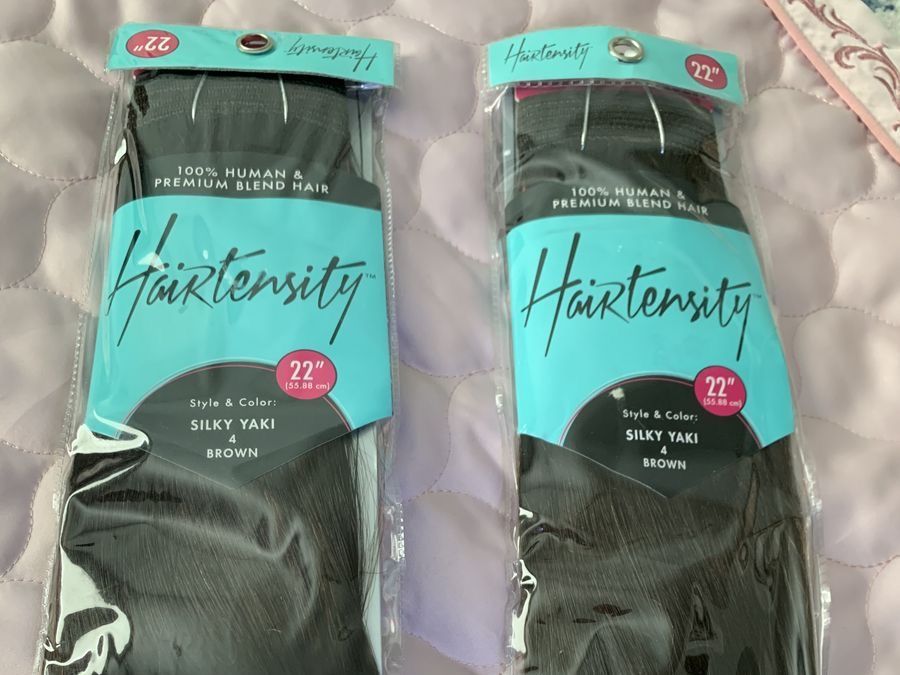 22"
Hairtensity
100% HUMAN &
PREMIUM BLEND HAIR
Hairtensity™
22"
(55.88 cm)
Style & Color:
SILKY YAKI
4
BROWN
Hairtensity
22"
100% HUMAN &
PREMIUM BLEND HAIR
Hairtensity™
22"
(55.88 cm)
Style & Color:
SILKY YAKI
4
BROWN